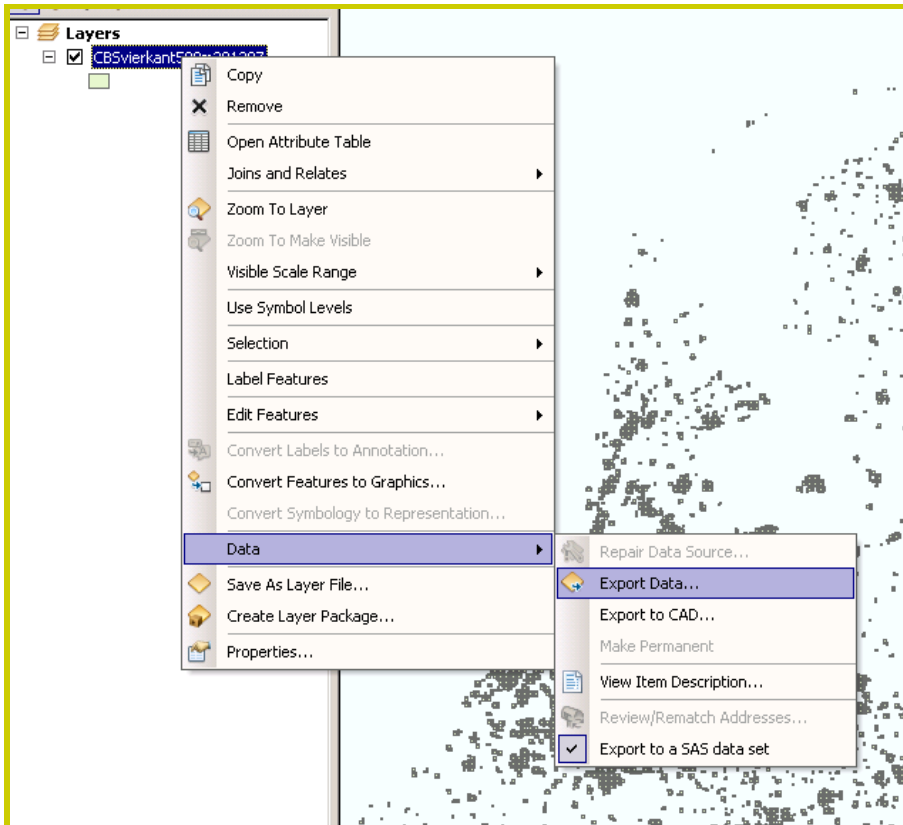 Layers
CBSvierkant500m281207
Copy
Remove
Open Attribute Table
Joins and Relates
Zoom To Layer
Zoom To Make Visible
Visible Scale Range
Use Symbol Levels
Selection
Label Features
Edit Features
Convert Labels to Annotation...
Convert Features to Graphics...
Convert Symbology to Representation...
Data
Save As Layer File...
Create Layer Package...
Properties...
Repair Data Source...
Export Data...
Export to CAD...
Make Permanent
View Item Description...
Review/Rematch Addresses...
Export to a SAS data set